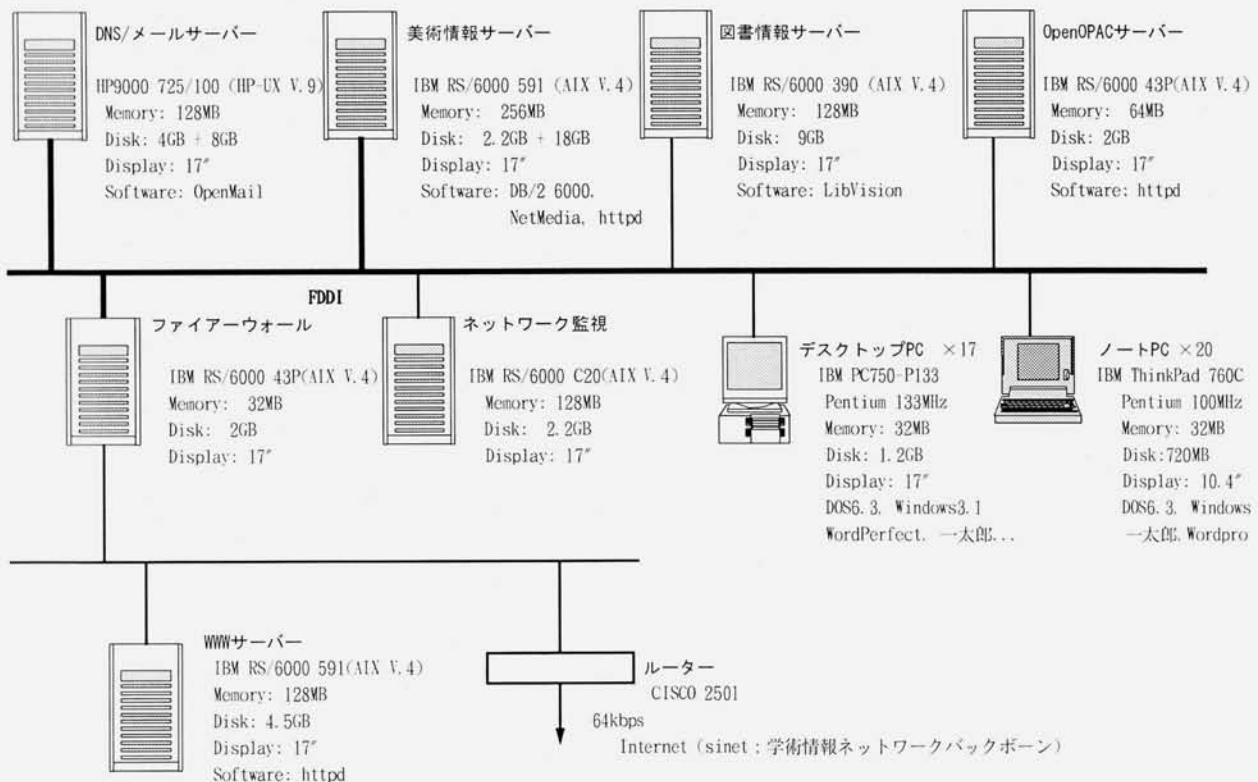 DNS/メールサーバー
HP9000 725/100 (HP-UX V.9)
Memory: 128MB
Disk: 4GB + 8GB
Display: 17″
Software: OpenMail
美術情報サーバー
IBM RS/6000 591 (AIX V.4)
Memory: 256MB
Disk: 2.2GB + 18GB
Display: 17″
Software: DB/2 6000.
NetMedia, httpd
図書情報サーバー
IBM RS/6000 390 (AIX V.4)
Memory: 128MB
Disk: 9GB
Display: 17″
Software: LibVision
OpenOPACサーバー
IBM RS/6000 43P (AIX V.4)
Memory: 64MB
Disk: 2GB
Display: 17″
Software: httpd
FDDI
ファイアーウォール
IBM RS/6000 43P(AIX V.4)
Memory: 32MB
Disk: 2GB
Display: 17″
ネットワーク監視
IBM RS/6000 C20(AIX V.4)
Memory: 128MB
Disk: 2.2GB
Display: 17″
デスクトップPC ×17
IBM PC750-P133
Pentium 133MHz
Memory: 32MB
Disk: 1.2GB
Display: 17″
DOS6.3. Windows3.1
WordPerfect. 一太郎...
ノートPC ×20
IBM ThinkPad 760C
Pentium 100MHz
Memory: 32MB
Disk:720MB
Display: 10.4″
DOS6.3. Windows
一太郎.Wordpro
WWWサーバー
IBM RS/6000 591(AIX V.4)
Memory: 128MB
Disk: 4.5GB
Display: 17″
Software: httpd
ルーター
CISCO 2501
64kbps
Internet (sinet ; 学術情報ネットワークバックボーン)